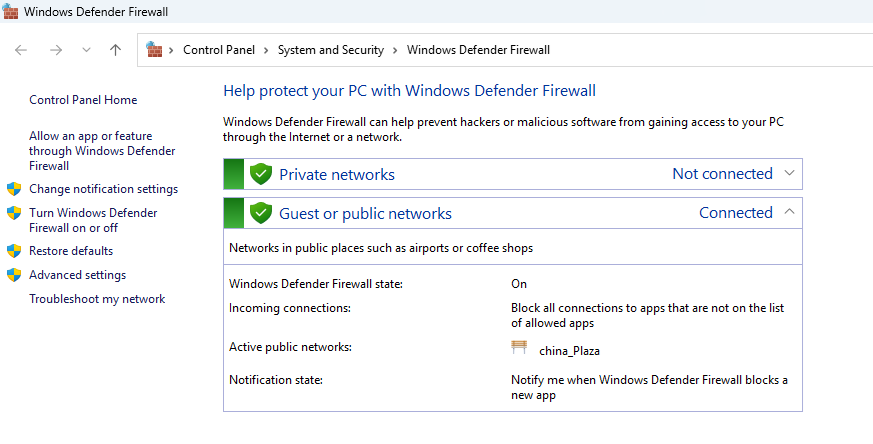 Windows Defender Firewall
Control Panel > System and Security > Windows Defender Firewall
Control Panel Home
Allow an app or feature
through Windows Defender
Firewall
Change notification settings
Turn Windows Defender
Firewall on or off
Restore defaults
Advanced settings
Troubleshoot my network
Help protect your PC with Windows Defender Firewall
Windows Defender Firewall can help prevent hackers or malicious software from gaining access to your PC
through the Internet or a network.
Private networks Not connected
Guest or public networks Connected
Networks in public places such as airports or coffee shops
Windows Defender Firewall state: On
Incoming connections: Block all connections to apps that are not on the list
of allowed apps
Active public networks: china_Plaza
Notification state: Notify me when Windows Defender Firewall blocks a
new app